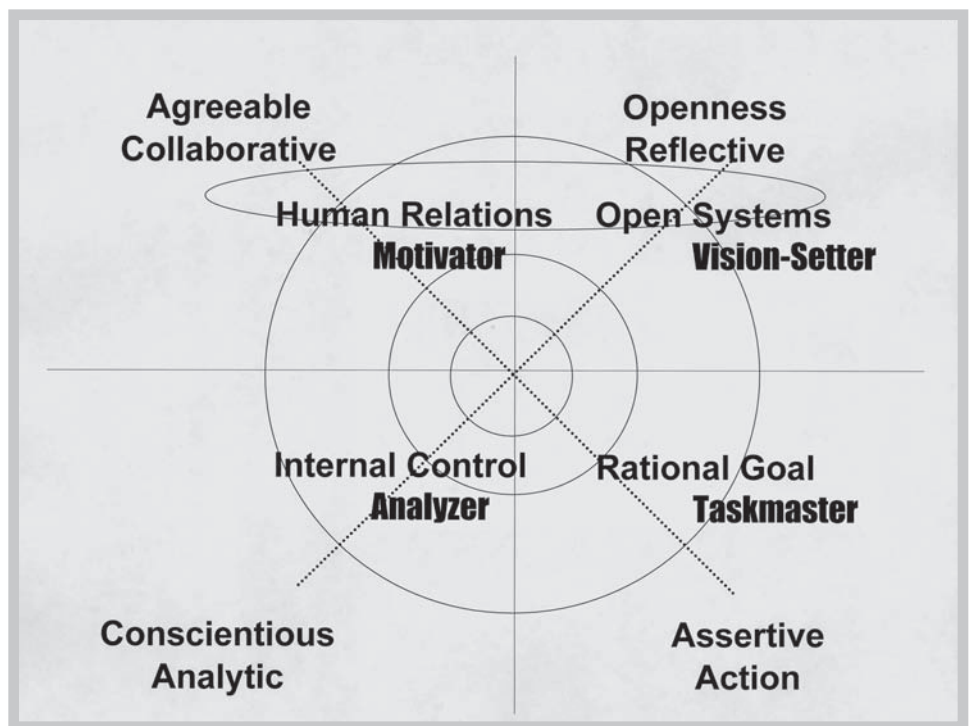 Agreeable
Collaborative
Openness
Reflective
Human Relations
Motivator
Open Systems
Vision-Setter
Internal Control
Analyzer
Rational Goal
Taskmaster
Conscientious
Analytic
Assertive
Action